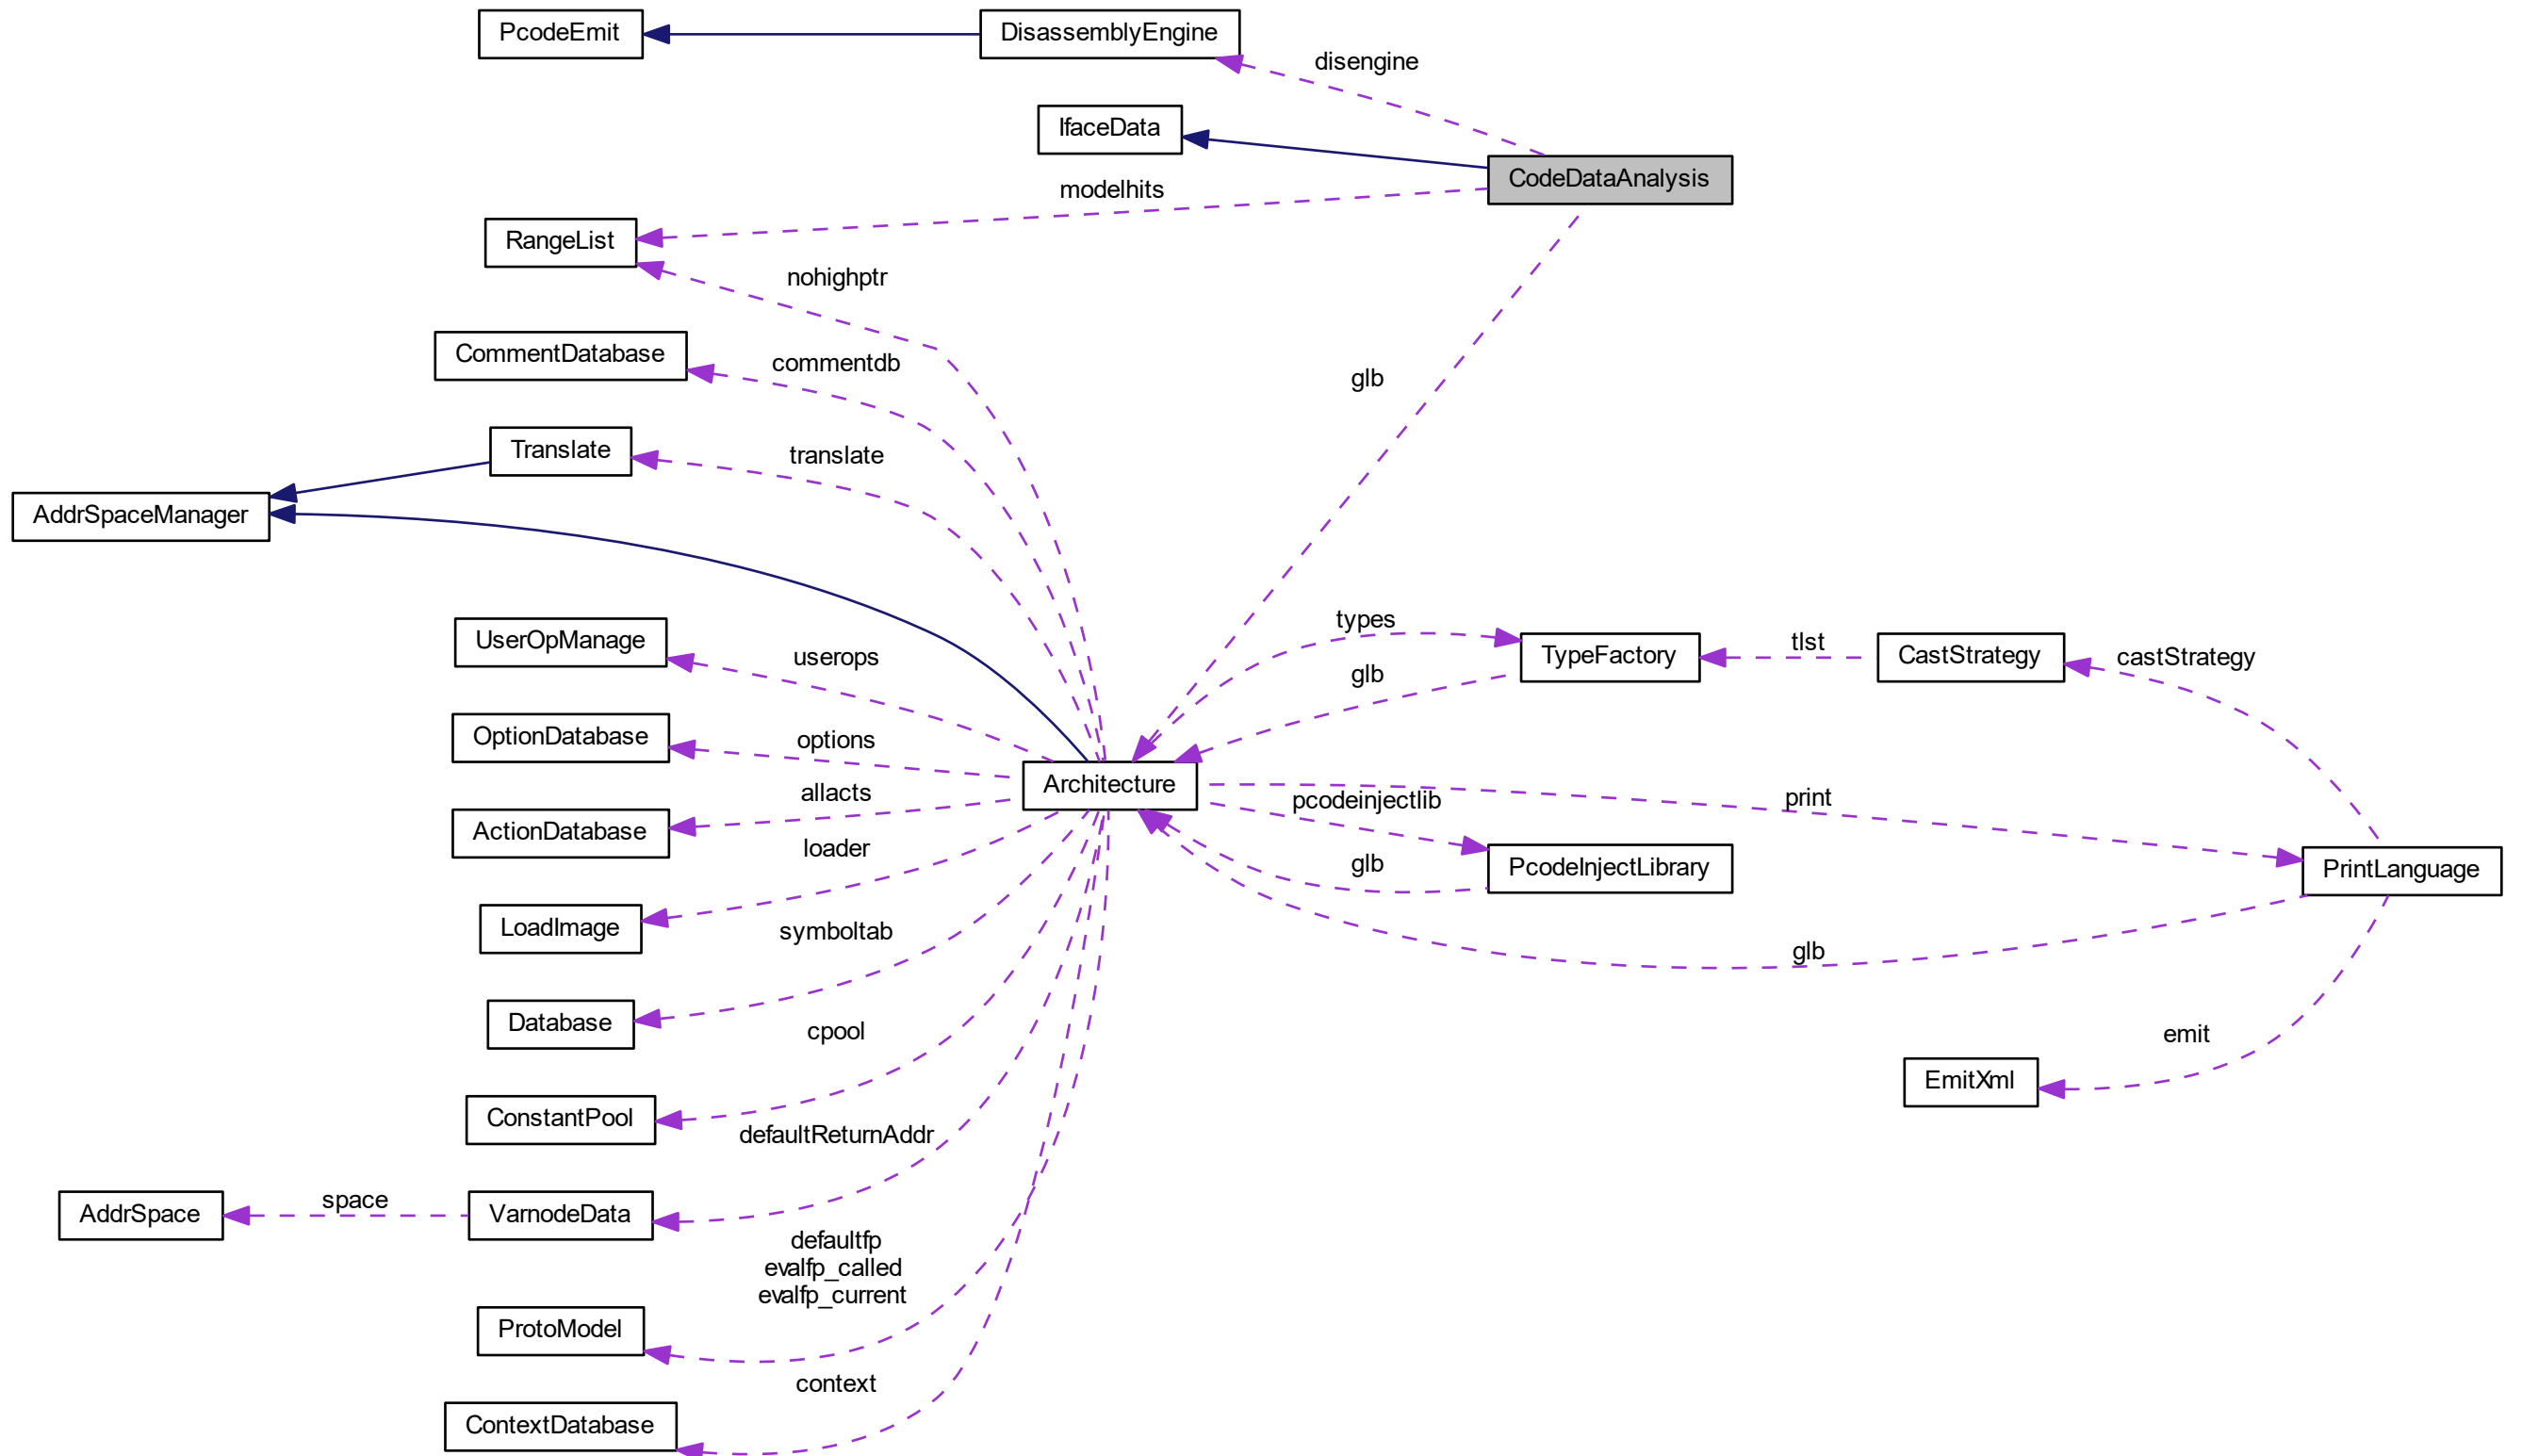 PcodeEmit
DisassemblyEngine
disengine
IfaceData
CodeDataAnalysis
modelhits
RangeList
nohighptr
CommentDatabase
commentdb
glb
Translate
translate
AddrSpaceManager
UserOpManage
userops
types
TypeFactory
tlst
CastStrategy
castStrategy
glb
OptionDatabase
options
Architecture
print
pcodeinjectlib
ActionDatabase
allacts
loader
glb
PcodeInjectLibrary
PrintLanguage
LoadImage
symboltab
glb
Database
cpool
emit
EmitXml
ConstantPool
defaultReturnAddr
AddrSpace
space
VarnodeData
defaultfp
evalfp_called
evalfp_current
ProtoModel
context
ContextDatabase